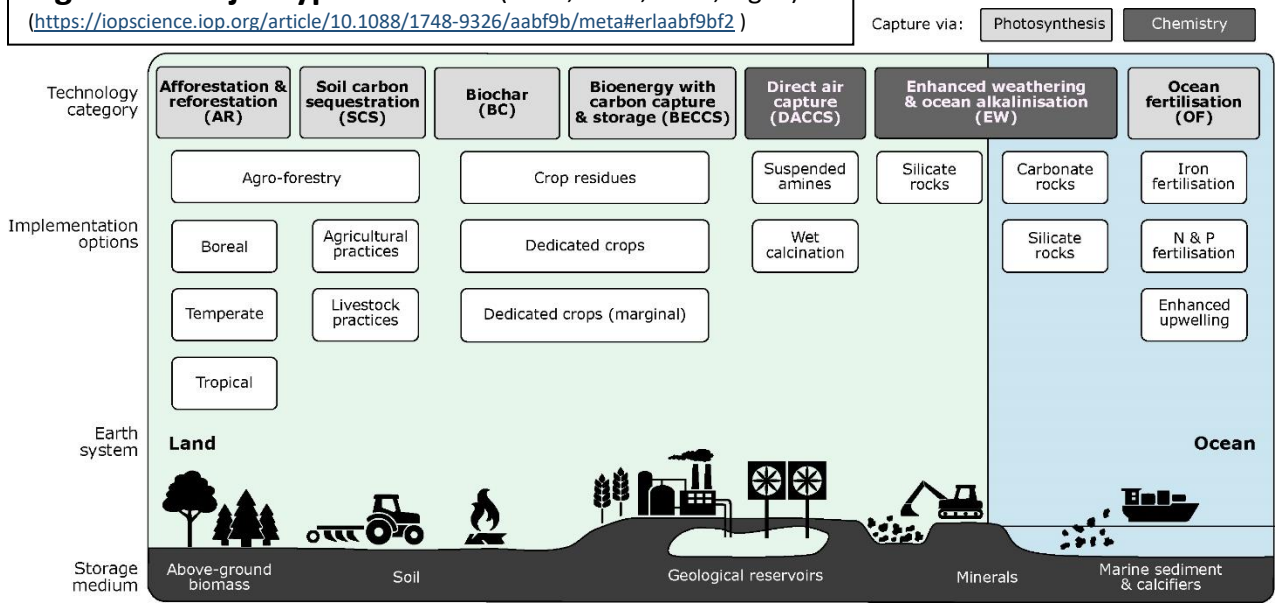 (https://iopscience.iop.org/article/10.1088/1748-9326/aabf9b/meta#erlaabf9bf2 )
Capture via:
Photosynthesis
Chemistry
Technology
category
Afforestation &
reforestation
(AR)
Soil carbon
sequestration
(SCS)
Biochar
(BC)
Bioenergy with
carbon capture
& storage (BECCS)
Direct air
capture
(DACCS)
Enhanced weathering
& ocean alkalinisation
(EW)
Ocean
fertilisation
(OF)
Implementation
options
Agro-forestry
Crop residues
Suspended
amines
Silicate
rocks
Carbonate
rocks
Iron
fertilisation
Boreal
Agricultural
practices
Dedicated crops
Wet
calcination
Silicate
rocks
N & P
fertilisation
Temperate
Livestock
practices
Dedicated crops (marginal)
Enhanced
upwelling
Tropical
Earth
system
Land
Ocean
Storage
medium
Above-ground
biomass
Soil
Geological reservoirs
Minerals
Marine sediment
& calcifiers